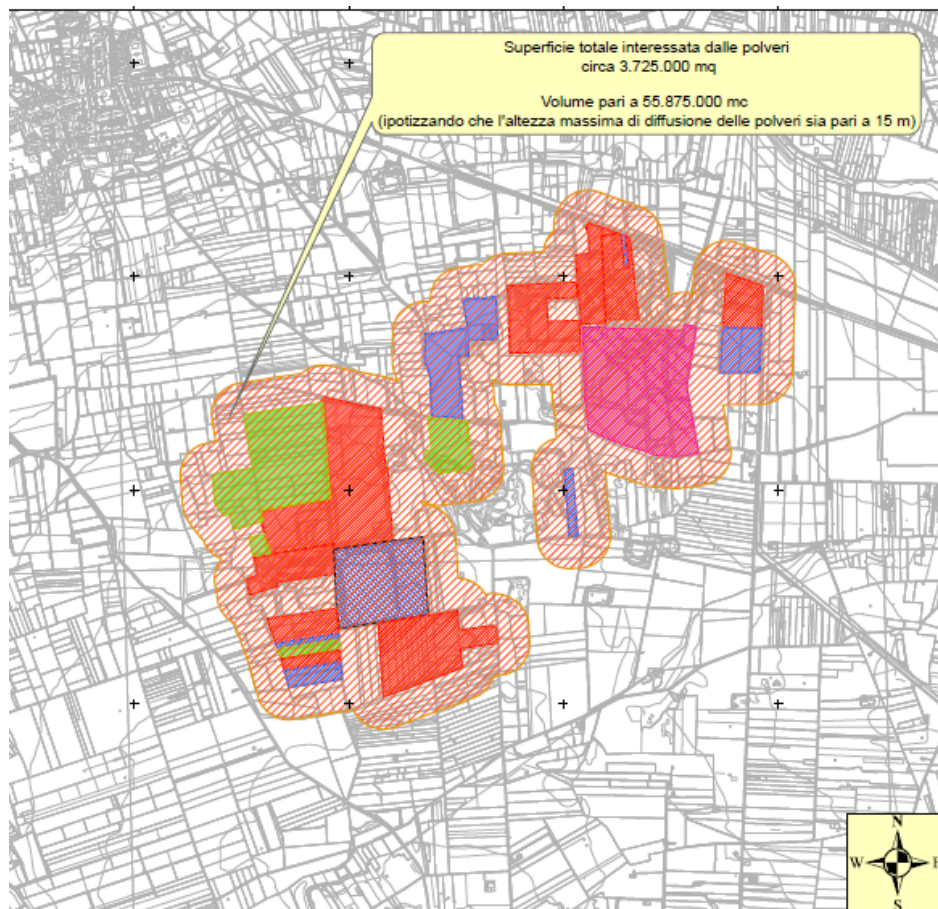 Superficie totale interessata dalle polveri
circa 3.725.000 mq
Volume pari a 55.875.000 mc
(ipotizzando che l'altezza massima di diffusione delle polveri sia pari a 15 m)
N
W E
S